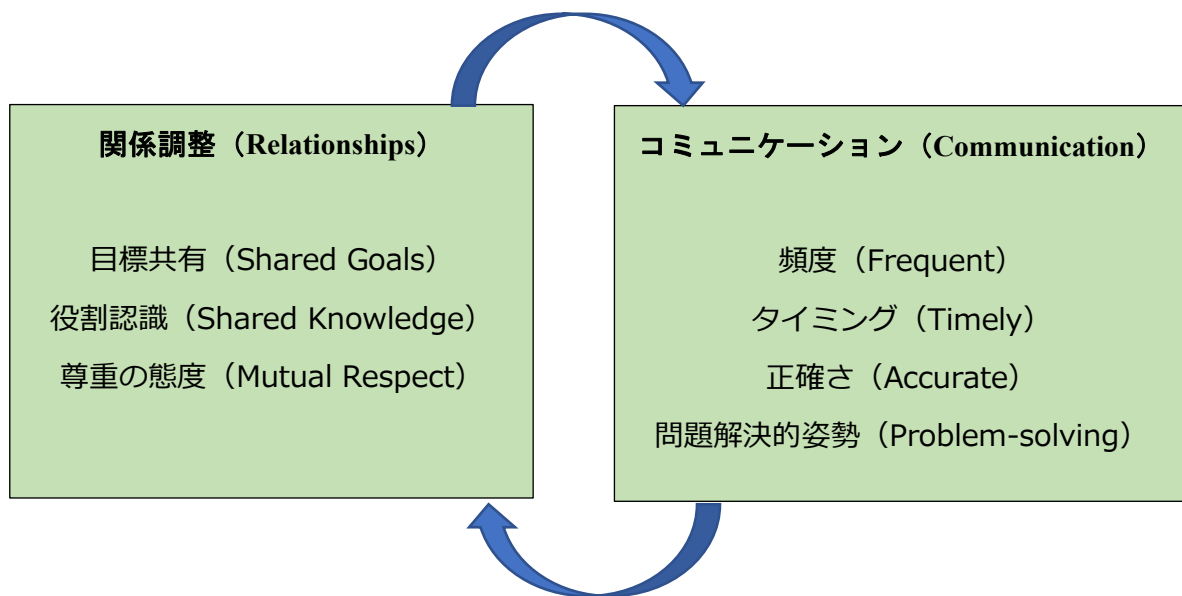 関係調整（Relationships）
目標共有（Shared Goals）
役割認識（Shared Knowledge）
尊重の態度（Mutual Respect）
コミュニケーション（Communication）
頻度（Frequent）
タイミング（Timely）
正確さ（Accurate）
問題解決的姿勢（Problem-solving）